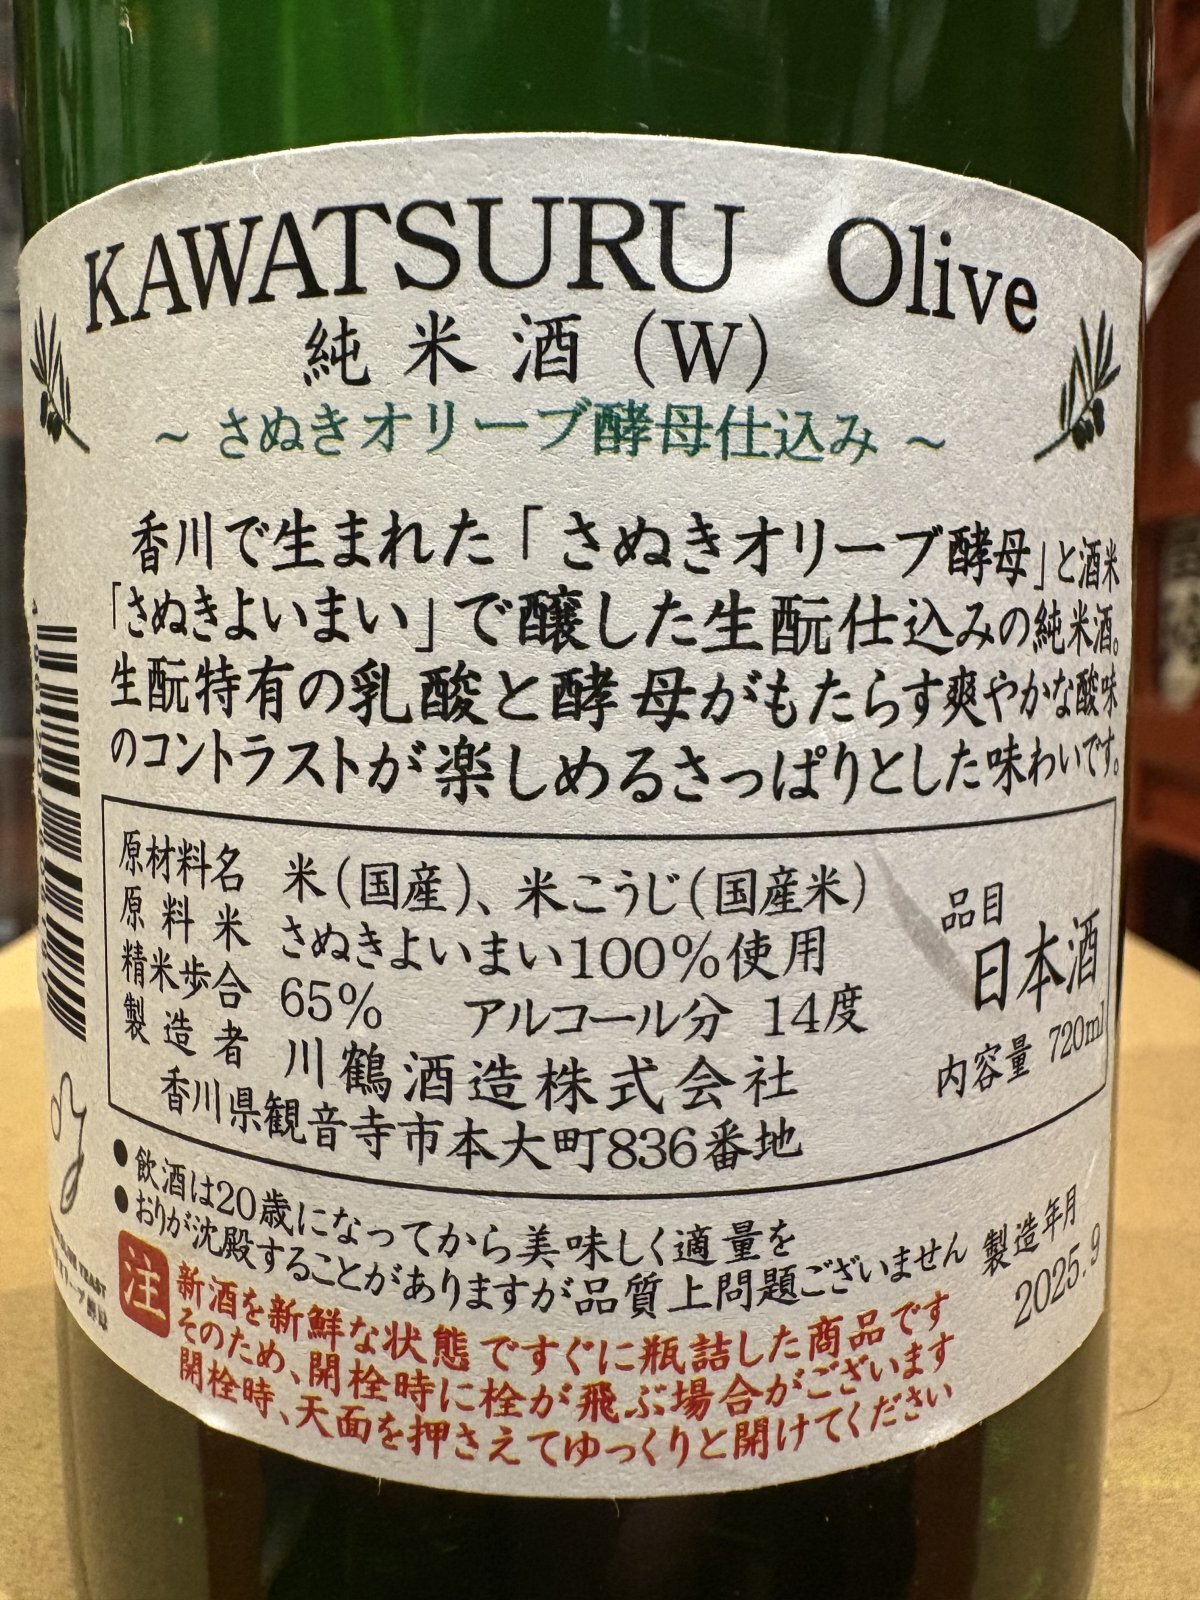 KAWATSURU Olive
純米酒(W)
~さぬきオリーブ酵母仕込み~
香川で生まれた「さぬきオリーブ酵母」と酒米
「さぬきよいまい」で醸した生酛仕込みの純米酒。
生酛特有の乳酸と酵母がもたらす爽やかな酸味
のコントラストが楽しめるさっぱりとした味わいです。
原材料名 米(国産)、米こうじ(国産米)
原料米 さぬきよいまい100%使用
精米歩合 65% アルコール分 14度
製造者 川鶴酒造株式会社
香川県観音寺市本大町836番地
品目
日本酒
内容量 720ml
●飲酒は20歳になってから美味しく適量を
●おりが沈殿することがありますが品質上問題ございません
製造年月
2025.9
注
新酒を新鮮な状態ですぐに瓶詰した商品です
そのため、開栓時に栓が飛ぶ場合がございます
開栓時、天面を押さえてゆっくりと開けてください
YEAST